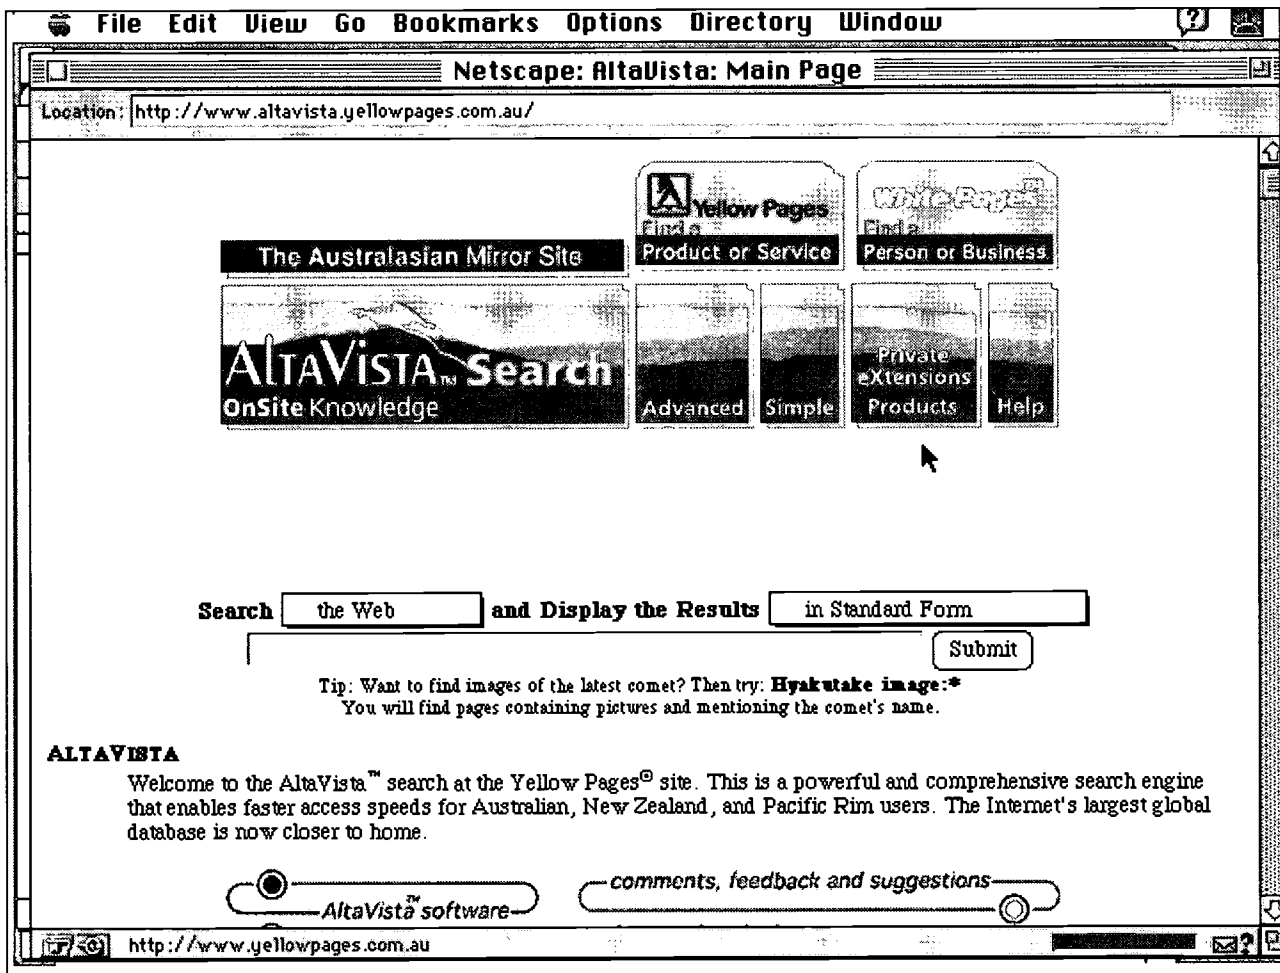 File Edit View Go Bookmarks Options Directory Window
Netscape: AltaVista: Main Page
Location: http://www.altavista.yellowpages.com.au/
Yellow Pages
Find a
Product or Service
White Pages
Find a
Person or Business
The Australasian Mirror Site
ALTAVISTA™ Search
OnSite Knowledge
Advanced
Simple
Private
eXtensions
Products
Help
Search the Web and Display the Results in Standard Form
Submit
Tip: Want to find images of the latest comet? Then try: Hyakutake image:*
You will find pages containing pictures and mentioning the comet's name.
ALTAVISTA
Welcome to the AltaVista™ search at the Yellow Pages® site. This is a powerful and comprehensive search engine
that enables faster access speeds for Australian, New Zealand, and Pacific Rim users. The Internet's largest global
database is now closer to home.
AltaVista™ software
comments, feedback and suggestions
http://www.yellowpages.com.au